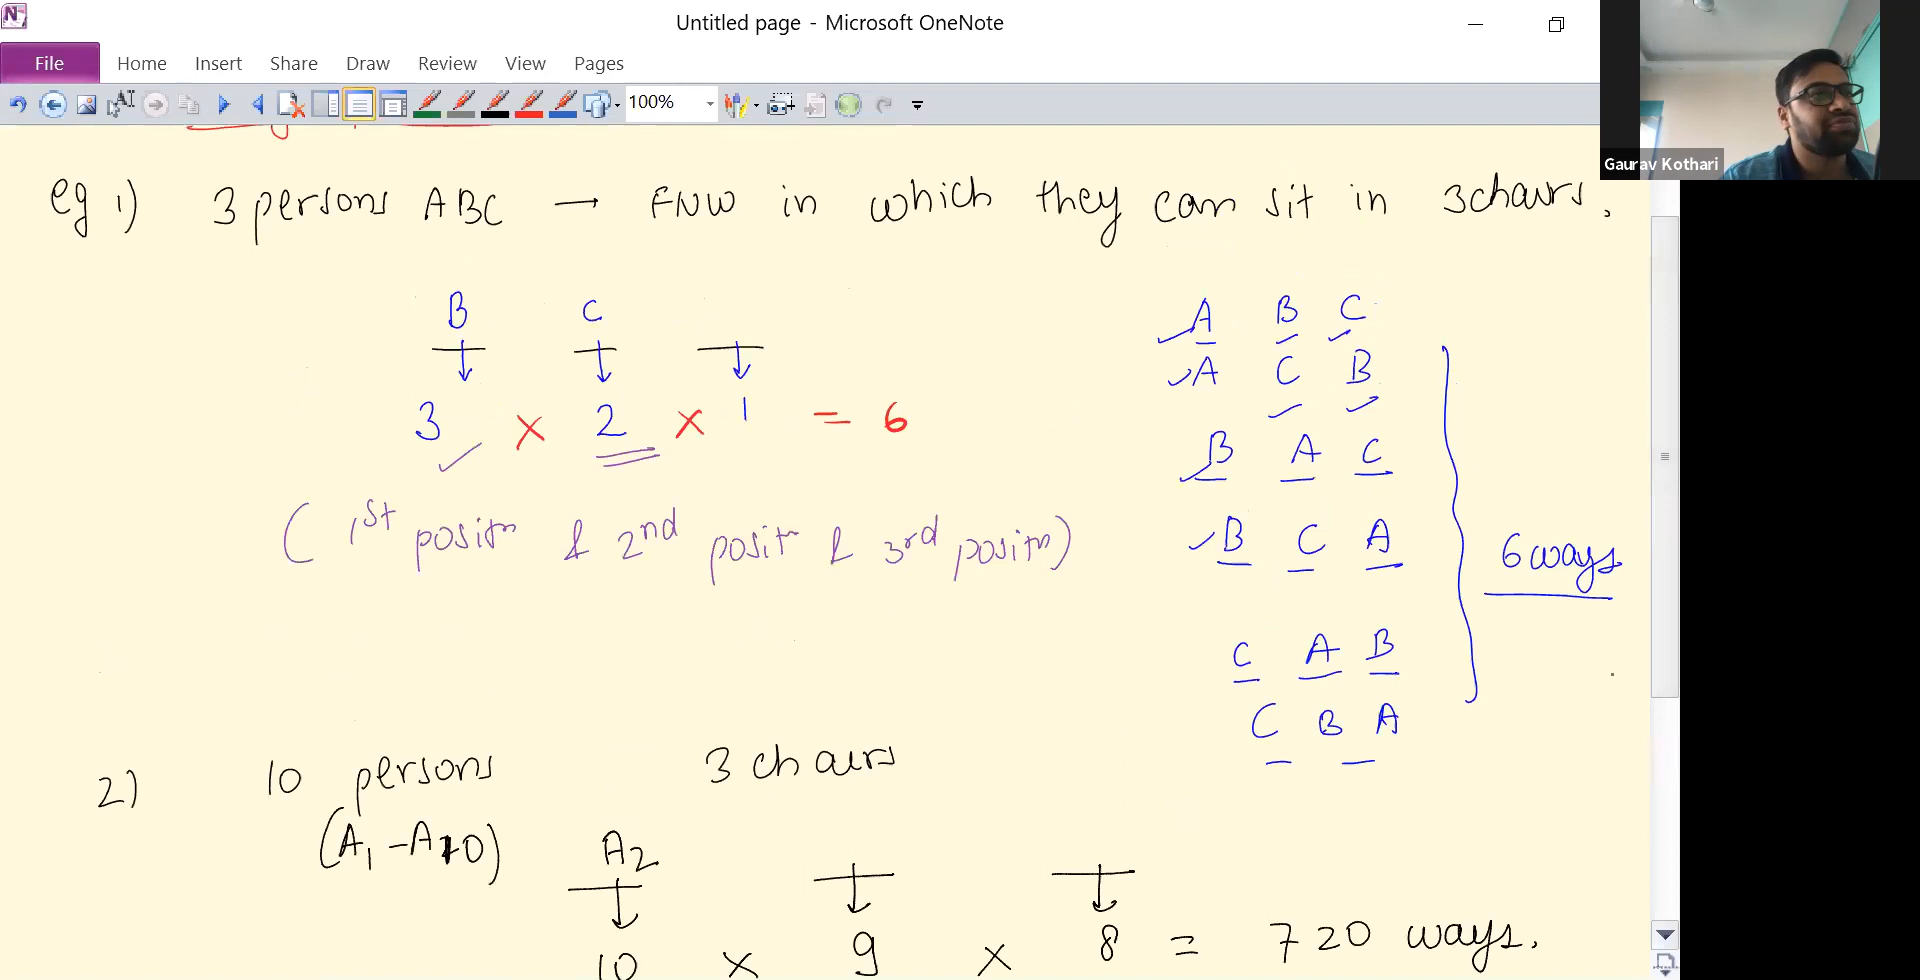 Untitled page - Microsoft OneNote
File Home Insert Share Draw Review View Pages
100%
Gaurav Kothari
eg 1) 3 persons ABC → FNW in which they can sit in 3 chairs.
B C
3 × 2 × 1 = 6
(1st positn & 2nd positn & 3rd positn)
A B C
A C B
B A C
B C A
C A B
C B A
6 ways
2) 10 persons 3 chairs
(A1 - A10)
A2
10 × 9 × 8 = 720 ways.